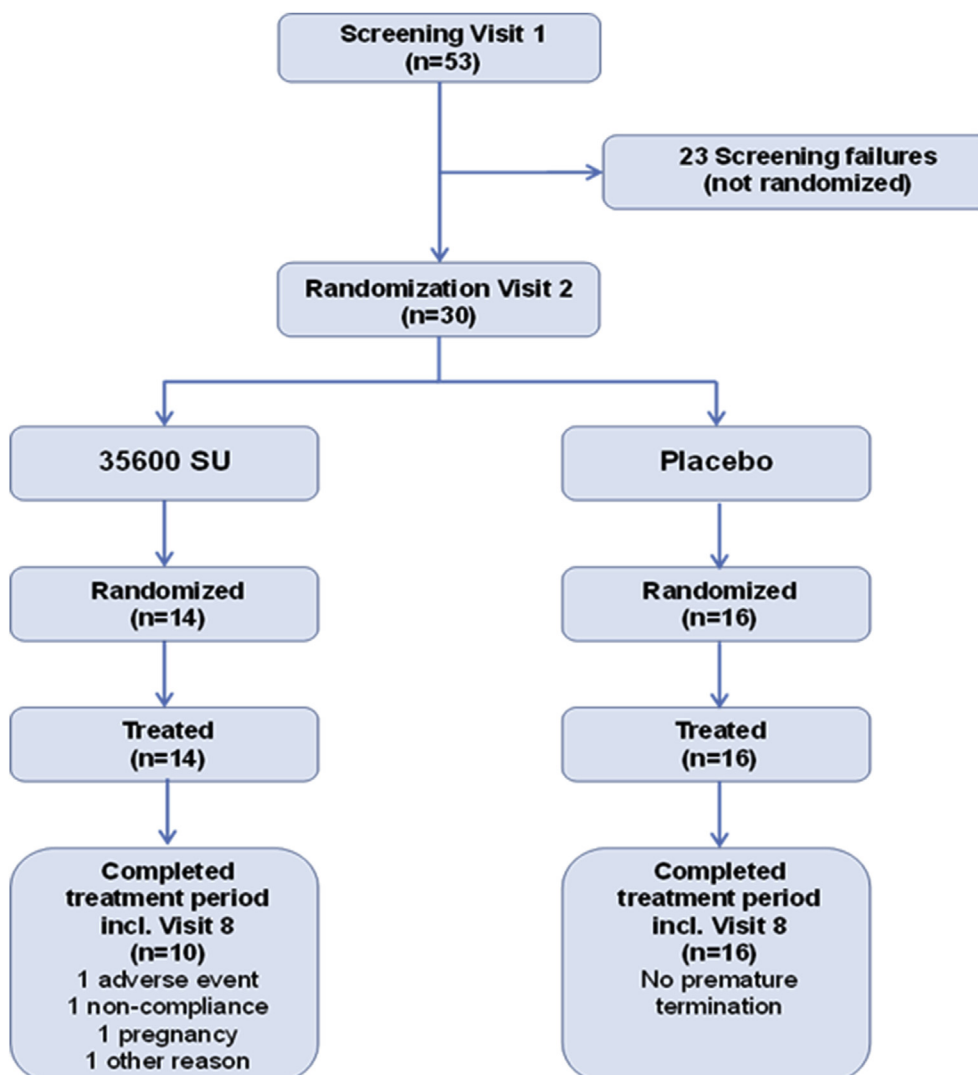 Screening Visit 1
(n=53)
23 Screening failures
(not randomized)
Randomization Visit 2
(n=30)
35600 SU
Placebo
Randomized
(n=14)
Randomized
(n=16)
Treated
(n=14)
Treated
(n=16)
Completed
treatment period
incl. Visit 8
(n=10)
1 adverse event
1 non-compliance
1 pregnancy
1 other reason
Completed
treatment period
incl. Visit 8
(n=16)
No premature
termination